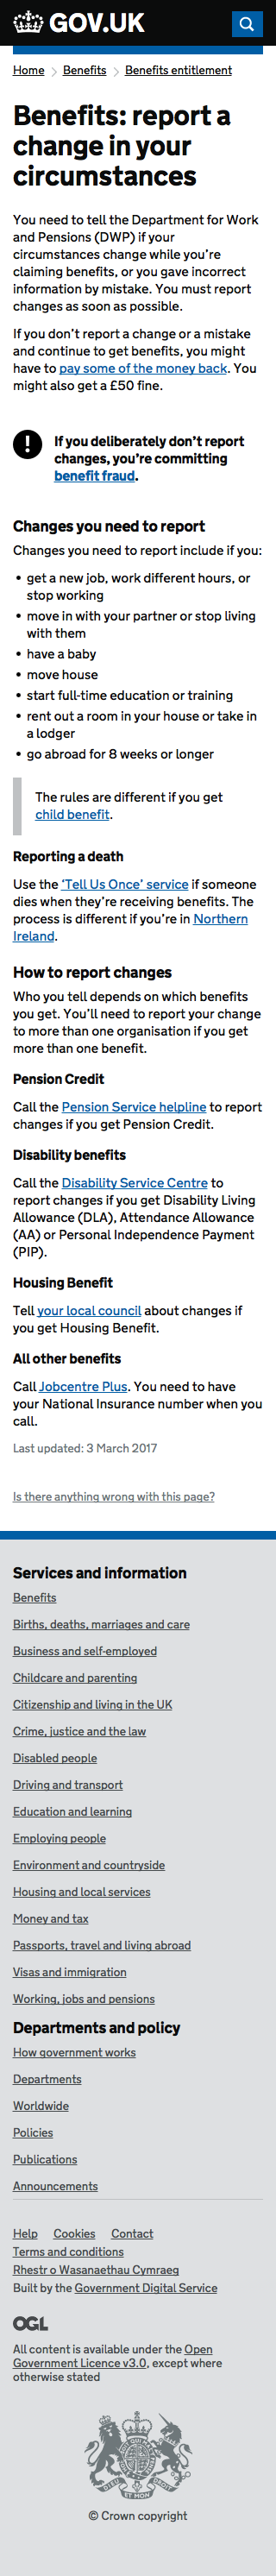 GOV.UK
Home > Benefits > Benefits entitlement
Benefits: report a
change in your
circumstances
You need to tell the Department for Work
and Pensions (DWP) if your
circumstances change while you’re
claiming benefits, or you gave incorrect
information by mistake. You must report
changes as soon as possible.
If you don’t report a change or a mistake
and continue to get benefits, you might
have to pay some of the money back. You
might also get a £50 fine.
! If you deliberately don’t report
changes, you’re committing
benefit fraud.
Changes you need to report
Changes you need to report include if you:
• get a new job, work different hours, or
stop working
• move in with your partner or stop living
with them
• have a baby
• move house
• start full-time education or training
• rent out a room in your house or take in
a lodger
• go abroad for 8 weeks or longer
The rules are different if you get
child benefit.
Reporting a death
Use the ‘Tell Us Once’ service if someone
dies when they’re receiving benefits. The
process is different if you’re in Northern
Ireland.
How to report changes
Who you tell depends on which benefits
you get. You’ll need to report your change
to more than one organisation if you get
more than one benefit.
Pension Credit
Call the Pension Service helpline to report
changes if you get Pension Credit.
Disability benefits
Call the Disability Service Centre to
report changes if you get Disability Living
Allowance (DLA), Attendance Allowance
(AA) or Personal Independence Payment
(PIP).
Housing Benefit
Tell your local council about changes if
you get Housing Benefit.
All other benefits
Call Jobcentre Plus. You need to have
your National Insurance number when you
call.
Last updated: 3 March 2017
Is there anything wrong with this page?
Services and information
Benefits
Births, deaths, marriages and care
Business and self-employed
Childcare and parenting
Citizenship and living in the UK
Crime, justice and the law
Disabled people
Driving and transport
Education and learning
Employing people
Environment and countryside
Housing and local services
Money and tax
Passports, travel and living abroad
Visas and immigration
Working, jobs and pensions
Departments and policy
How government works
Departments
Worldwide
Policies
Publications
Announcements
Help Cookies Contact
Terms and conditions
Rhestr o Wasanaethau Cymraeg
Built by the Government Digital Service
OGL
All content is available under the Open
Government Licence v3.0, except where
otherwise stated
© Crown copyright